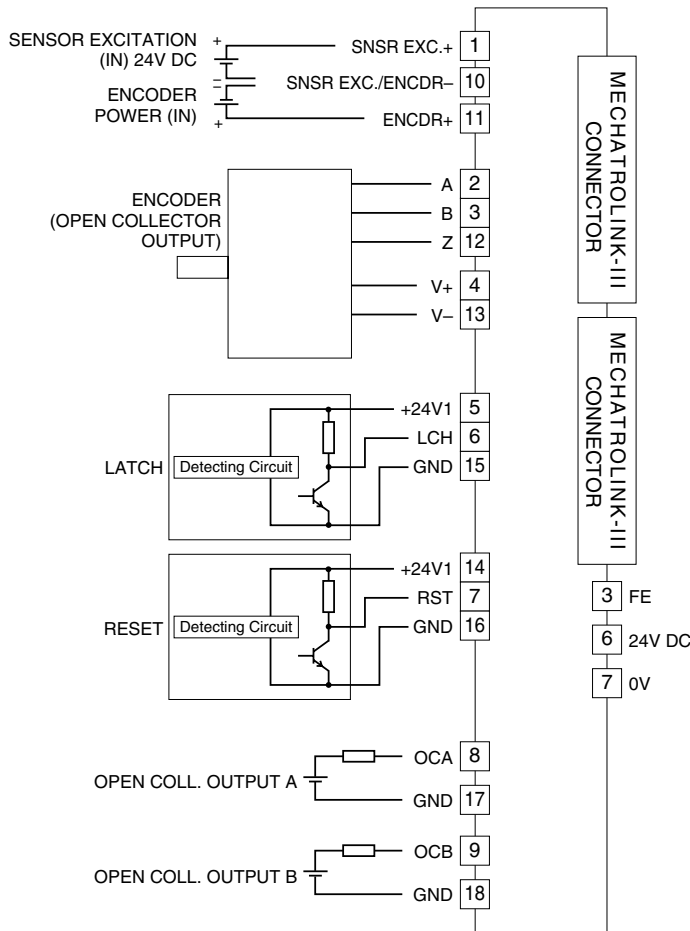 SENSOR EXCITATION
(IN) 24V DC
+
–
SNSR EXC.+ 1
SNSR EXC./ENCDR– 10
ENCODER
POWER (IN)
–
+
ENCDR+ 11
ENCODER
(OPEN COLLECTOR
OUTPUT)
A 2
B 3
Z 12
V+ 4
V– 13
LATCH
Detecting Circuit
+24V1 5
LCH 6
GND 15
RESET
Detecting Circuit
+24V1 14
RST 7
GND 16
OPEN COLL. OUTPUT A
OCA 8
GND 17
OPEN COLL. OUTPUT B
OCB 9
GND 18
MECHATROLINK-III
CONNECTOR
MECHATROLINK-III
CONNECTOR
3 FE
6 24V DC
7 0V